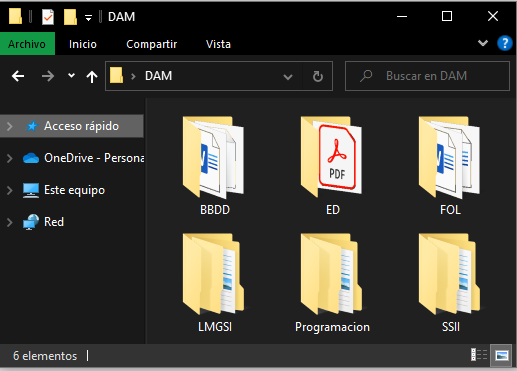 DAM
Archivo Inicio Compartir Vista
DAM Buscar en DAM
Acceso rápido
OneDrive - Persona
Este equipo
Red
W PDF W
BBDD ED FOL
LMGSI Programacion SSII
6 elementos